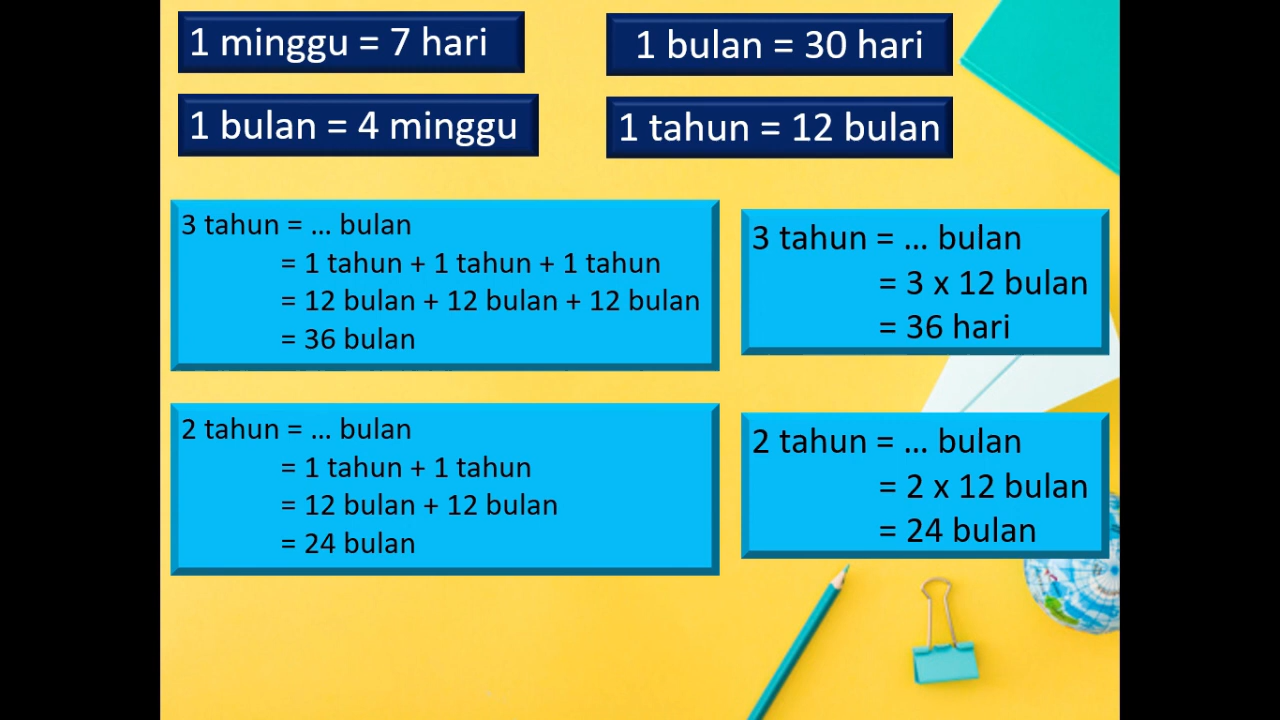 1 minggu = 7 hari
1 bulan = 30 hari
1 bulan = 4 minggu
1 tahun = 12 bulan
3 tahun = ... bulan
= 1 tahun + 1 tahun + 1 tahun
= 12 bulan + 12 bulan + 12 bulan
= 36 bulan
3 tahun = ... bulan
= 3 x 12 bulan
= 36 hari
2 tahun = ... bulan
= 1 tahun + 1 tahun
= 12 bulan + 12 bulan
= 24 bulan
2 tahun = ... bulan
= 2 x 12 bulan
= 24 bulan